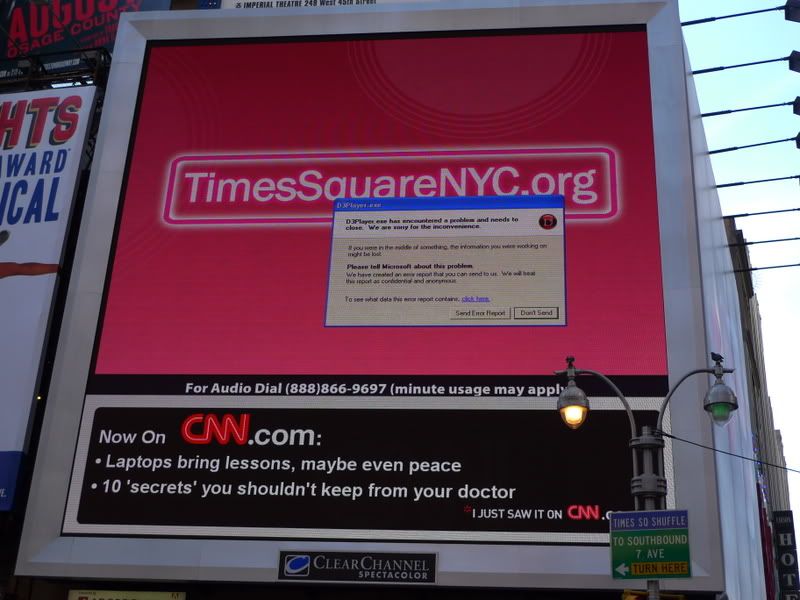 AUGUST
OSAGE COUNTY
IMPERIAL THEATRE 249 West 45th Street
HTS
AWARD
ICAL
TimesSquareNYC.org
D3Player.exe
D3Player.exe has encountered a problem and needs to
close. We are sorry for the inconvenience.
If you were in the middle of something, the information you were working on
might be lost.
Please tell Microsoft about this problem.
We have created an error report that you can send to us. We will treat
this report as confidential and anonymous.
To see what data this error report contains, click here.
Send Error Report Don't Send
For Audio Dial (888)866-9697 (minute usage may apply
Now On CNN.com:
• Laptops bring lessons, maybe even peace
• 10 'secrets' you shouldn't keep from your doctor
*I JUST SAW IT ON CNN.c
CLEARCHANNEL
SPECTACOLOR
TIMES SQ SHUFFLE
TO SOUTHBOUND
7 AVE
TURN HERE
HOTE